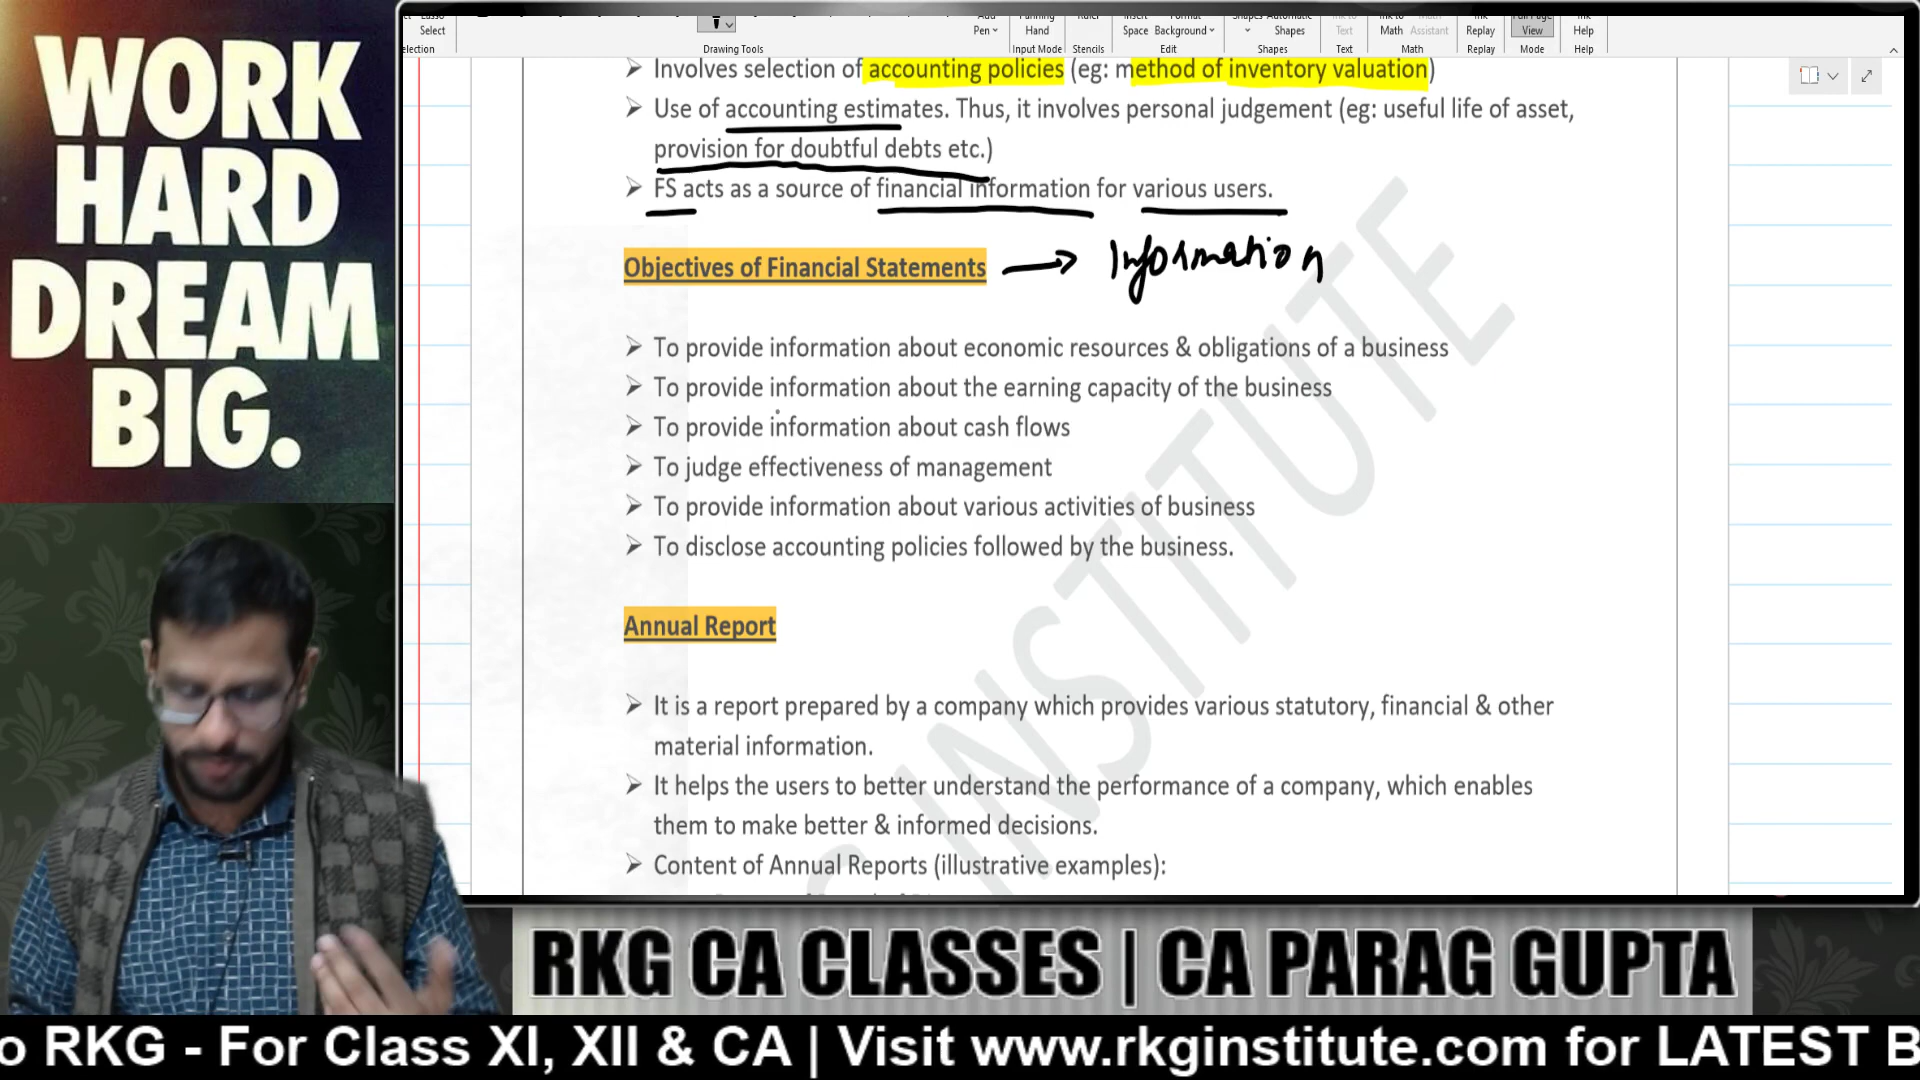 WORK
HARD
DREAM
BIG.
Select
Pen
Hand
Space
Background
Shapes
Text
Math
Assistant
Replay
View
Help
Drawing Tools
Input Mode
Stencils
Edit
Shapes
Text
Math
Replay
Mode
Help
➢ Involves selection of accounting policies (eg: method of inventory valuation)
➢ Use of accounting estimates. Thus, it involves personal judgement (eg: useful life of asset,
provision for doubtful debts etc.)
➢ FS acts as a source of financial information for various users.
Objectives of Financial Statements → Information
➢ To provide information about economic resources & obligations of a business
➢ To provide information about the earning capacity of the business
➢ To provide information about cash flows
➢ To judge effectiveness of management
➢ To provide information about various activities of business
➢ To disclose accounting policies followed by the business.
Annual Report
➢ It is a report prepared by a company which provides various statutory, financial & other
material information.
➢ It helps the users to better understand the performance of a company, which enables
them to make better & informed decisions.
➢ Content of Annual Reports (illustrative examples):
INSTITUTE
RKG CA CLASSES | CA PARAG GUPTA
o RKG - For Class XI, XII & CA | Visit www.rkginstitute.com for LATEST B